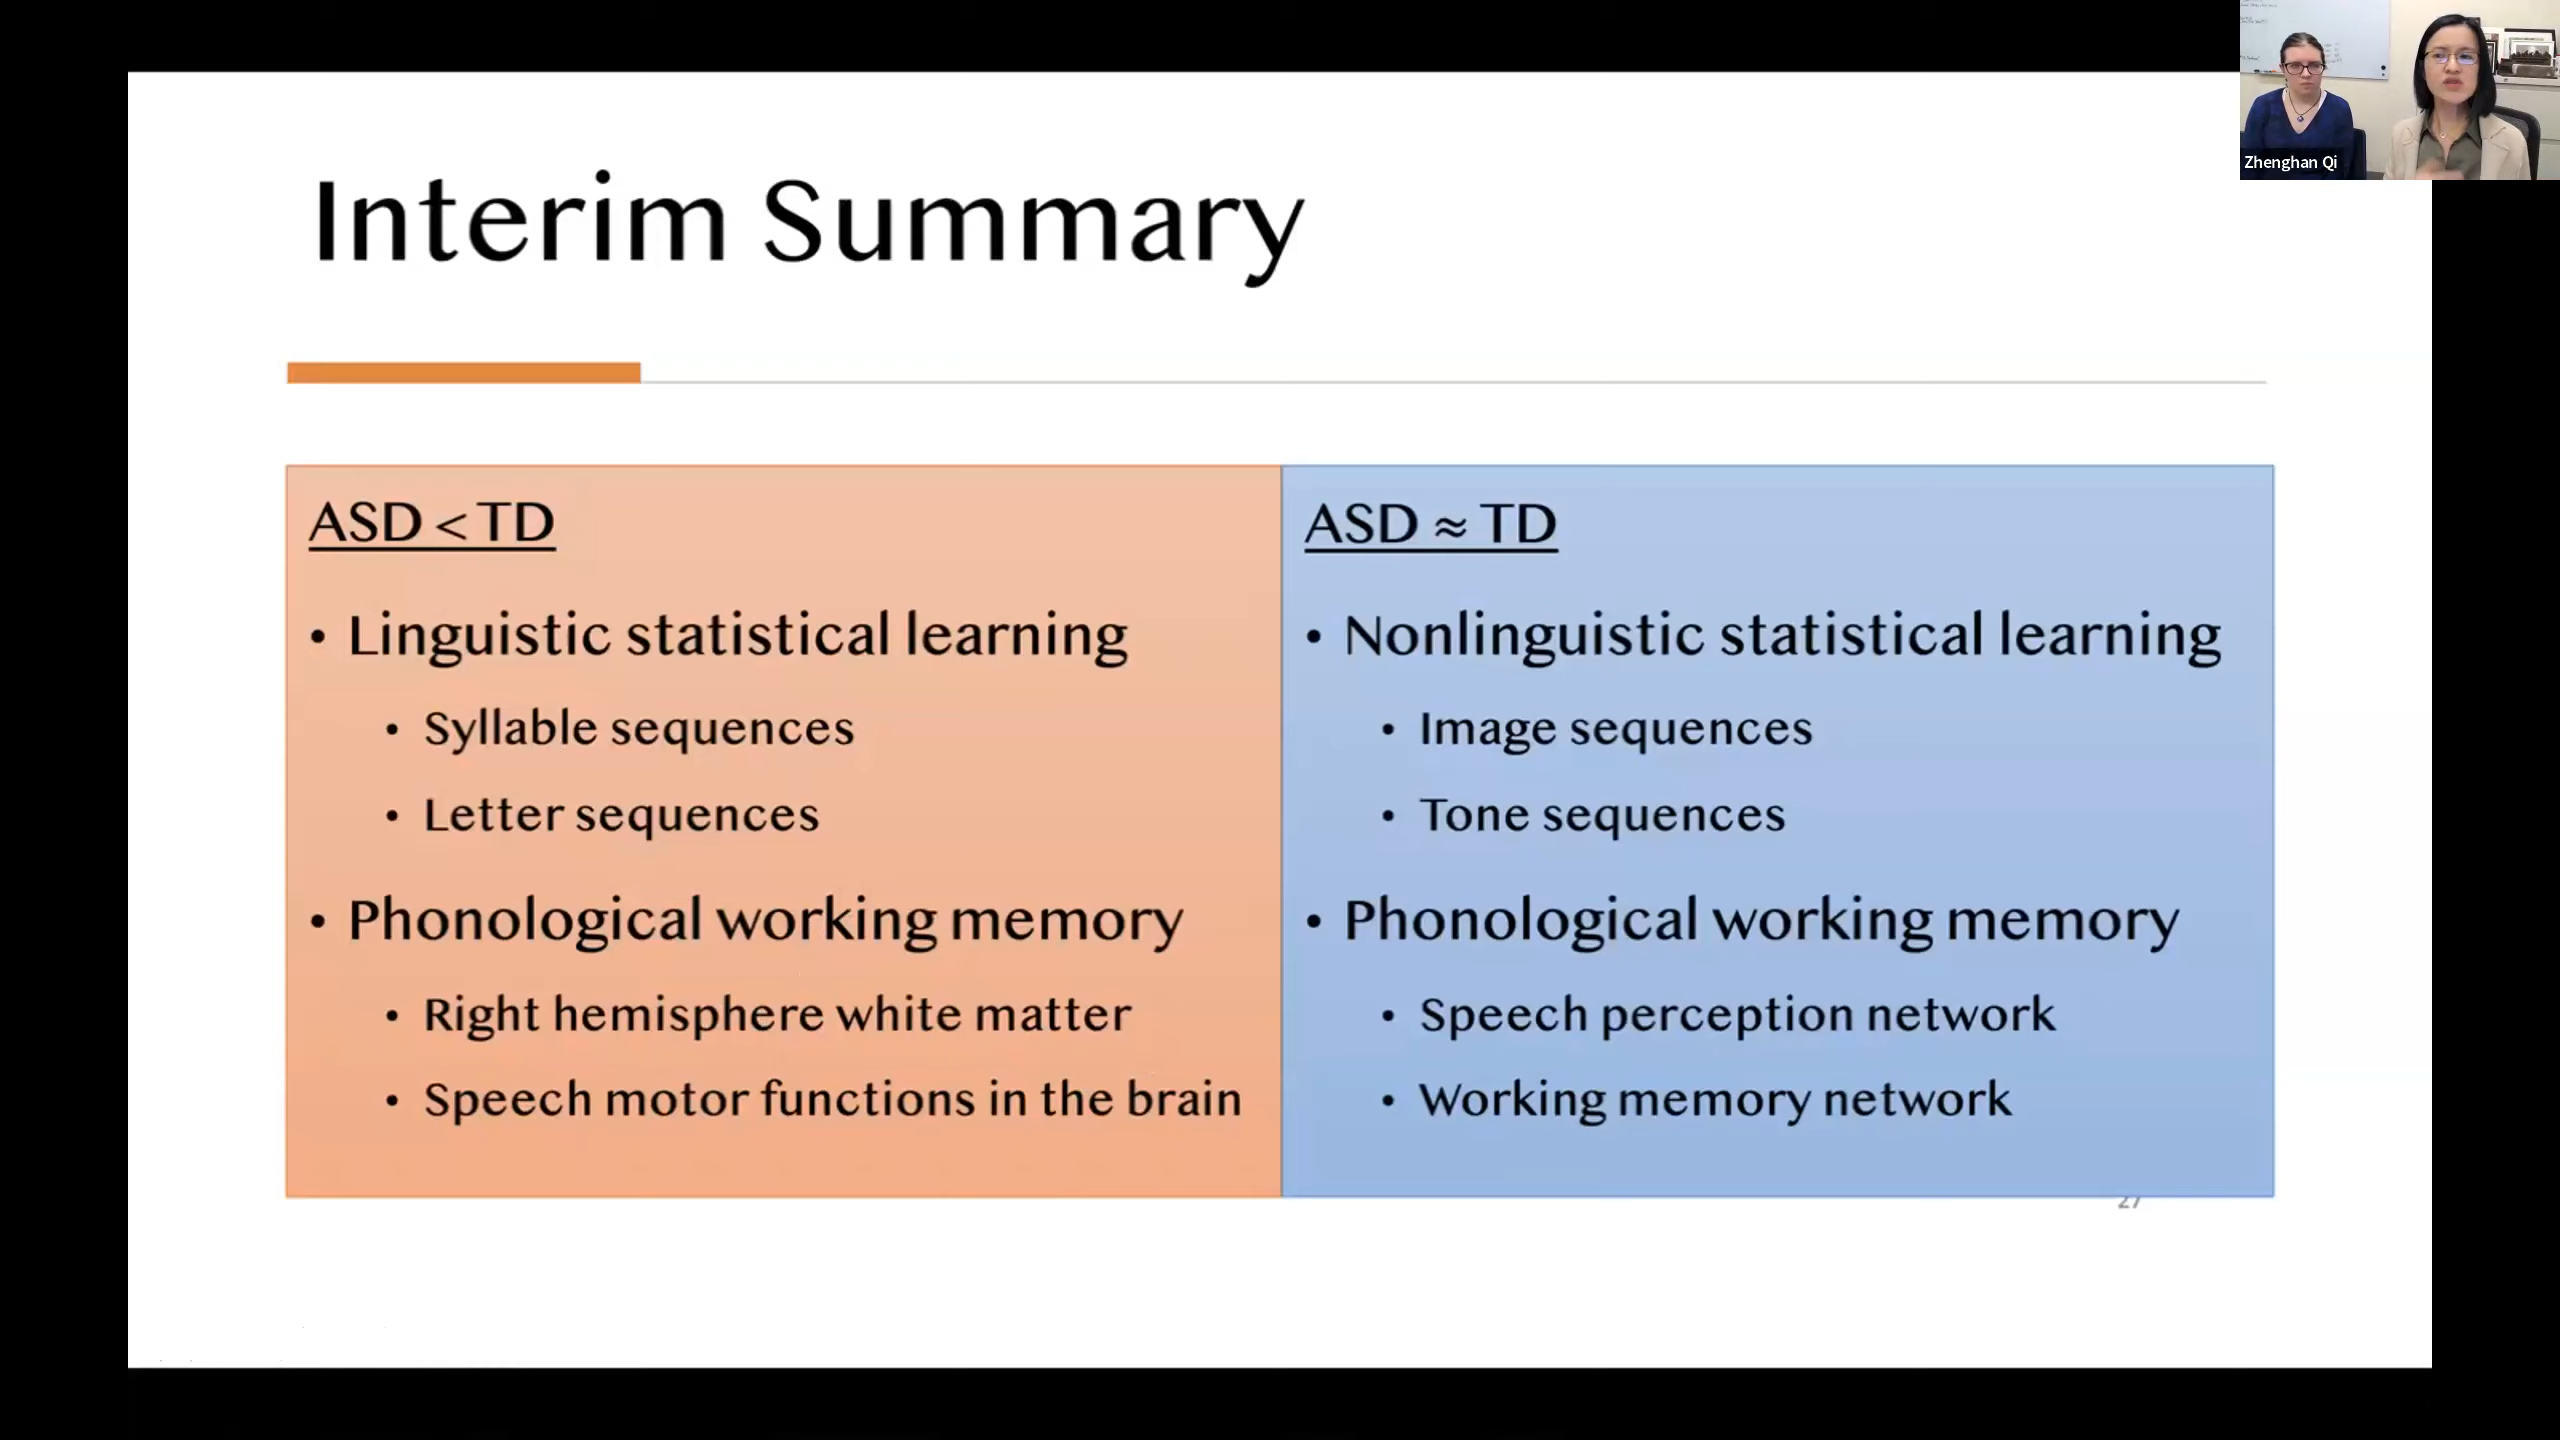 Zhenghan Qi
Interim Summary
ASD < TD
• Linguistic statistical learning
• Syllable sequences
• Letter sequences
• Phonological working memory
• Right hemisphere white matter
• Speech motor functions in the brain
ASD ≈ TD
• Nonlinguistic statistical learning
• Image sequences
• Tone sequences
• Phonological working memory
• Speech perception network
• Working memory network
27